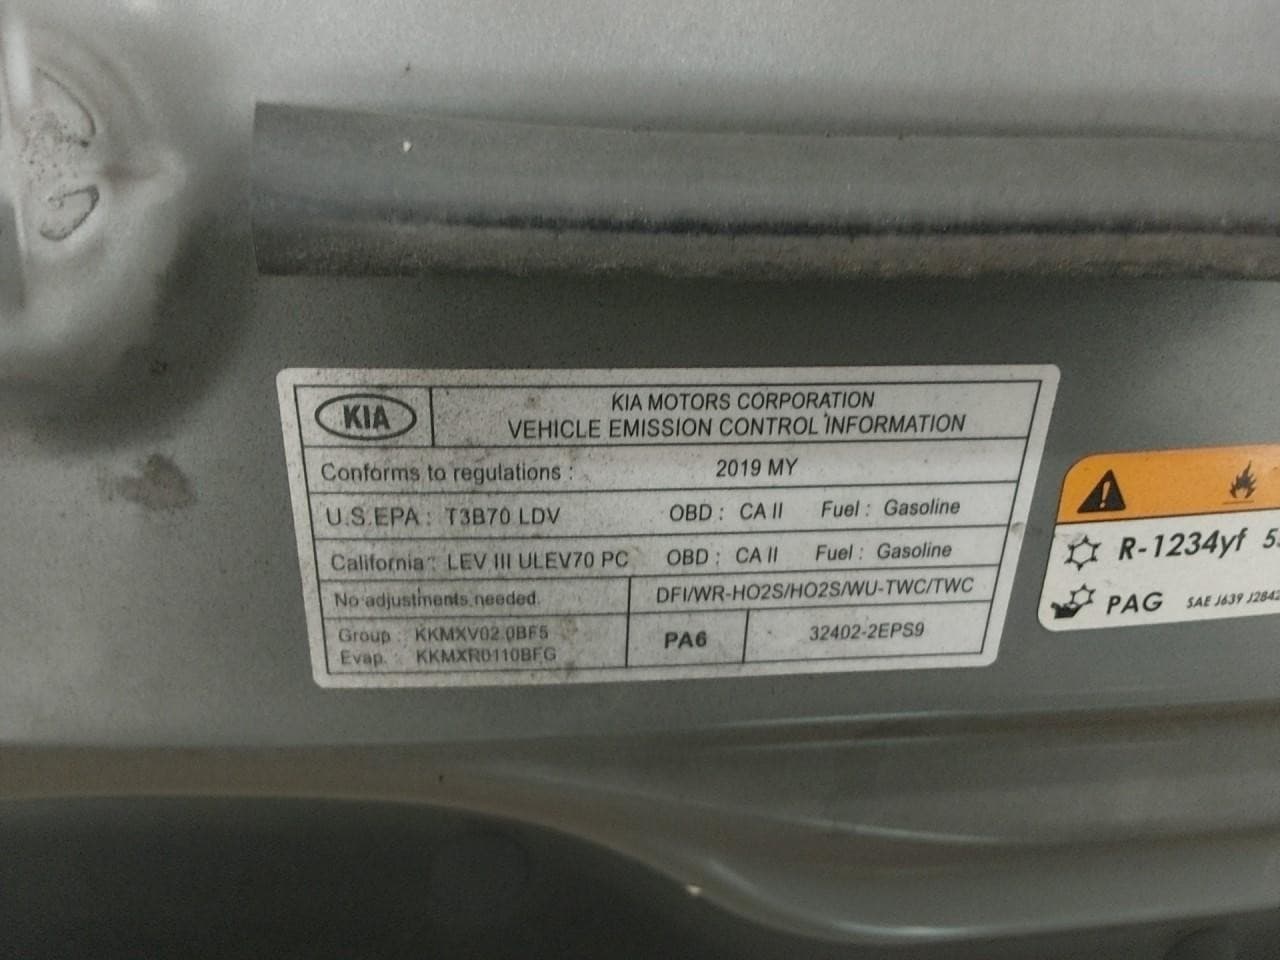 KIA
KIA MOTORS CORPORATION
VEHICLE EMISSION CONTROL INFORMATION
Conforms to regulations : 2019 MY
U.S.EPA : T3B70 LDV OBD : CA II Fuel : Gasoline
California : LEV III ULEV70 PC OBD : CA II Fuel : Gasoline
No adjustments needed. DFI/WR-HO2S/HO2S/WU-TWC/TWC
Group : KKMXV02.0BF5
Evap. : KKMXR0110BFG
PA6
32402-2EPS9
R-1234yf
PAG SAE J639 J2842